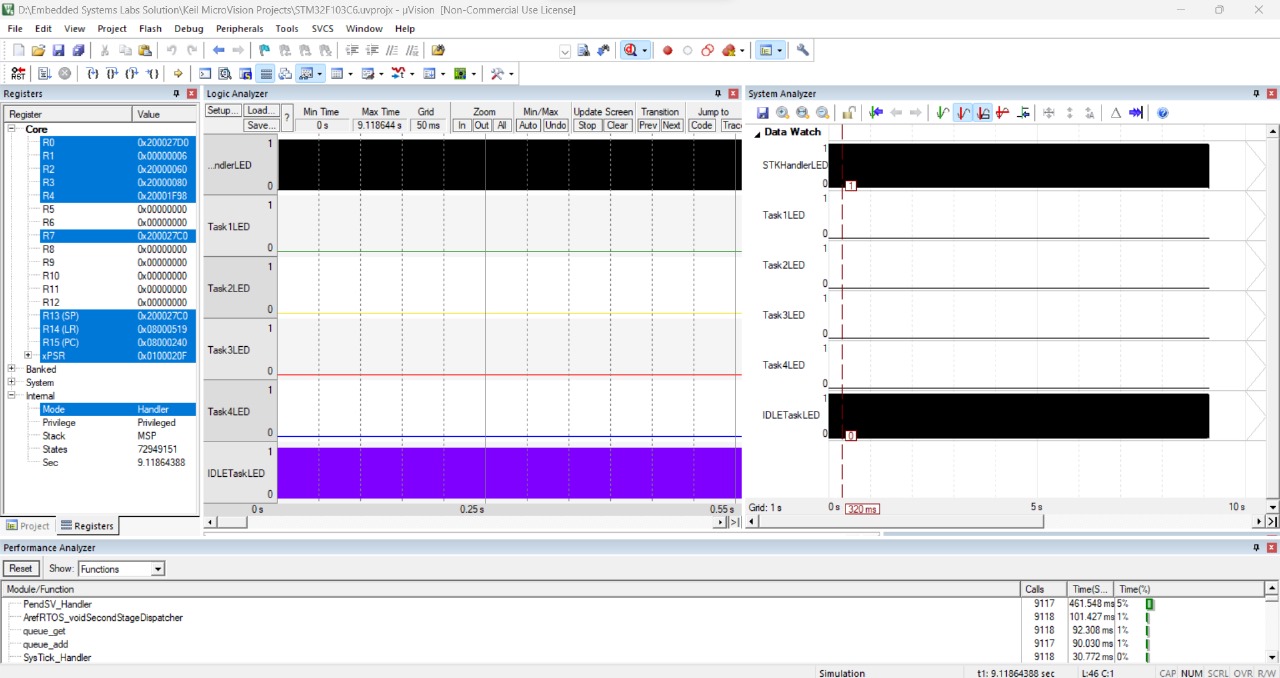 D:\Embedded Systems Labs Solution\Keil MicroVision Projects\STM32F103C6.uvprojx - µVision [Non-Commercial Use License]
File Edit View Project Flash Debug Peripherals Tools SVCS Window Help
Registers
Register Value
Core
R0 0x200027D0
R1 0x00000006
R2 0x20000060
R3 0x20000080
R4 0x20001F98
R5 0x00000000
R6 0x00000000
R7 0x200027C0
R8 0x00000000
R9 0x00000000
R10 0x00000000
R11 0x00000000
R12 0x00000000
R13 (SP) 0x200027C0
R14 (LR) 0x08000519
R15 (PC) 0x08000240
xPSR 0x0100020F
Banked
System
Internal
Mode Handler
Privilege Privileged
Stack MSP
States 72949151
Sec 9.11864388
Project Registers
Logic Analyzer
Setup... Load... Save... ?
Min Time Max Time Grid Zoom Min/Max Update Screen Transition Jump to
0 s 9.118644 s 50 ms In Out All Auto Undo Stop Clear Prev Next Code Trace
...ndlerLED 1 0
Task1LED 1 0
Task2LED 1 0
Task3LED 1 0
Task4LED 1 0
IDLETaskLED 1 0
0 s 0.25 s 0.55 s
System Analyzer
Data Watch
STKHandlerLED 1 0 1
Task1LED 1 0
Task2LED 1 0
Task3LED 1 0
Task4LED 1 0
IDLETaskLED 1 0 0
Grid: 1 s 0 s 320 ms 5 s 10 s
Performance Analyzer
Reset Show: Functions
Module/Function Calls Time(S... Time(%)
PendSV_Handler 9117 461.548 ms 5%
ArefRTOS_voidSecondStageDispatcher 9118 101.427 ms 1%
queue_get 9118 92.308 ms 1%
queue_add 9117 90.030 ms 1%
SysTick_Handler 9118 30.772 ms 0%
Simulation t1: 9.11864388 sec L:46 C:1 CAP NUM SCRL OVR R/W